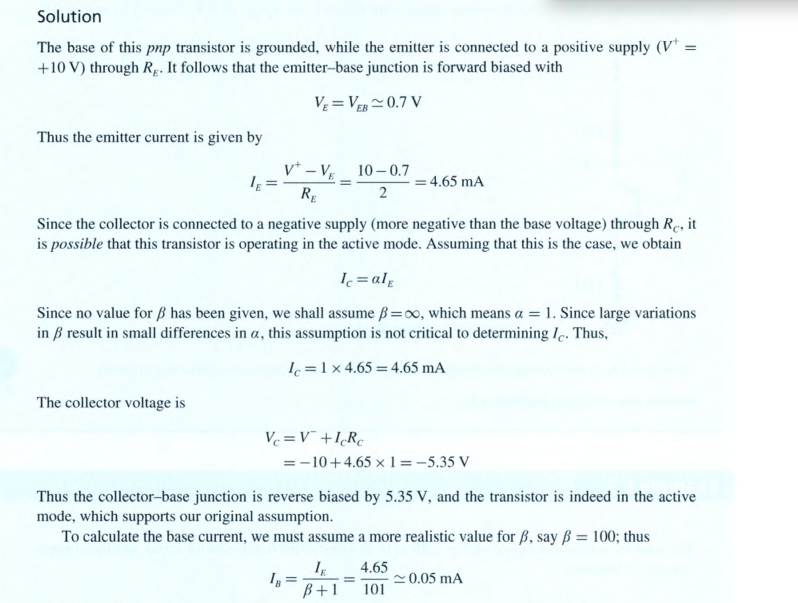 Solution
The base of this pnp transistor is grounded, while the emitter is connected to a positive supply (V⁺ =
+10 V) through R_E. It follows that the emitter–base junction is forward biased with
V_E = V_EB ≃ 0.7 V
Thus the emitter current is given by
I_E = (V⁺ − V_E)/R_E = (10 − 0.7)/2 = 4.65 mA
Since the collector is connected to a negative supply (more negative than the base voltage) through R_C, it
is possible that this transistor is operating in the active mode. Assuming that this is the case, we obtain
I_C = αI_E
Since no value for β has been given, we shall assume β = ∞, which means α = 1. Since large variations
in β result in small differences in α, this assumption is not critical to determining I_C. Thus,
I_C = 1 × 4.65 = 4.65 mA
The collector voltage is
V_C = V⁻ + I_C R_C
= −10 + 4.65 × 1 = −5.35 V
Thus the collector–base junction is reverse biased by 5.35 V, and the transistor is indeed in the active
mode, which supports our original assumption.
To calculate the base current, we must assume a more realistic value for β, say β = 100; thus
I_B = I_E/(β + 1) = 4.65/101 ≃ 0.05 mA